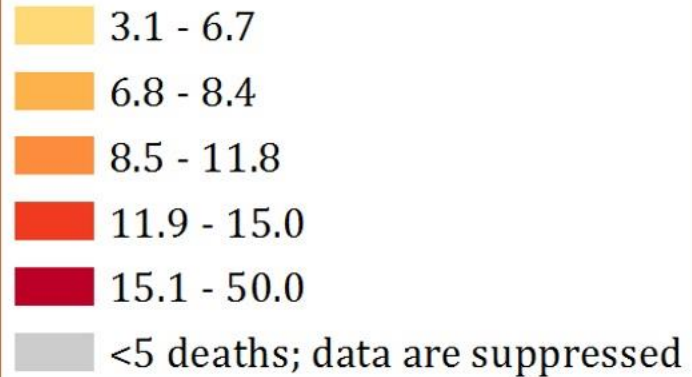 3.1 - 6.7
6.8 - 8.4
8.5 - 11.8
11.9 - 15.0
15.1 - 50.0
<5 deaths; data are suppressed